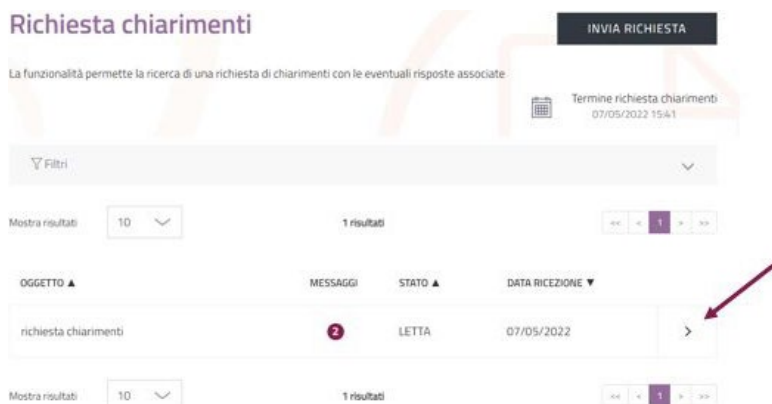 Richiesta chiarimenti
INVIA RICHIESTA
La funzionalità permette la ricerca di una richiesta di chiarimenti con le eventuali risposte associate
Termine richiesta chiarimenti
07/05/2022 15:41
Filtri
Mostra risultati 10 1 risultati << < 1 > >>
OGGETTO ▲ MESSAGGI STATO ▲ DATA RICEZIONE ▼
richiesta chiarimenti 2 LETTA 07/05/2022 >
Mostra risultati 10 1 risultati << < 1 > >>